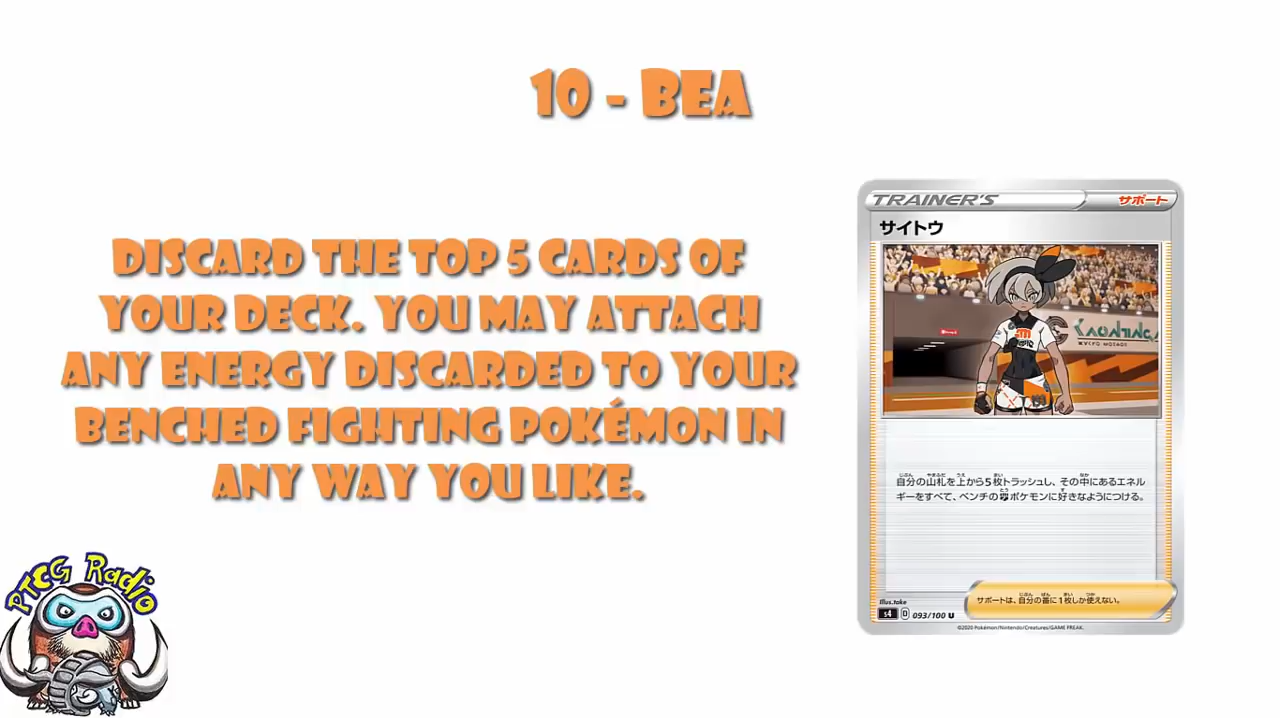 10 - BEA
DISCARD THE TOP 5 CARDS OF
YOUR DECK. YOU MAY ATTACH
ANY ENERGY DISCARDED TO YOUR
BENCHED FIGHTING POKÉMON IN
ANY WAY YOU LIKE.
TRAINER'S サポート
サイトウ
自分の山札を上から5枚トラッシュし、その中にあるエネル
ギーをすべて、ベンチの ポケモンに好きなようにつける。
サポートは、自分の番に1枚しか使えない。
Illus.take
s4 D 093/100 U
©2020 Pokémon/Nintendo/Creatures/GAME FREAK.
PTCG Radio